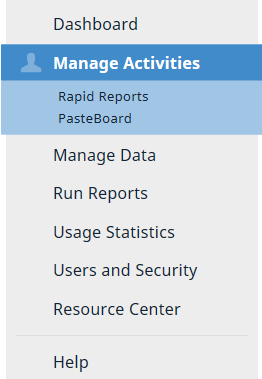 Dashboard
Manage Activities
Rapid Reports
PasteBoard
Manage Data
Run Reports
Usage Statistics
Users and Security
Resource Center
Help